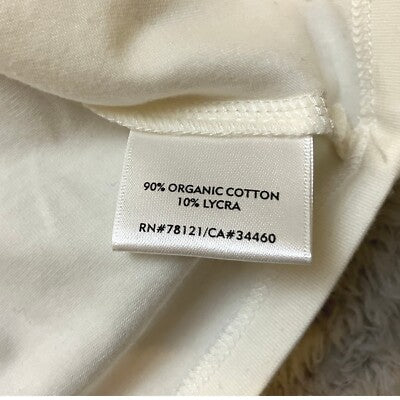 90% ORGANIC COTTON
10% LYCRA
RN#78121/CA#34460